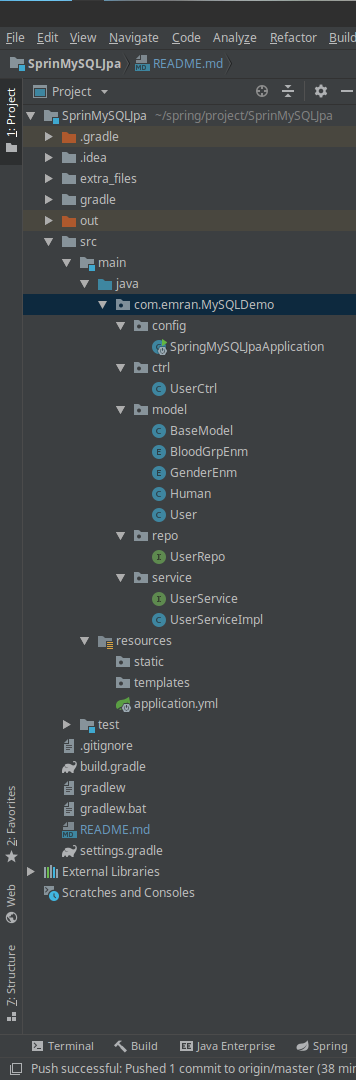 File Edit View Navigate Code Analyze Refactor Build
SprinMySQLJpa README.md
Project
SprinMySQLJpa ~/spring/project/SprinMySQLJpa
.gradle
.idea
extra_files
gradle
out
src
main
java
com.emran.MySQLDemo
config
SpringMySQLJpaApplication
ctrl
UserCtrl
model
BaseModel
BloodGrpEnm
GenderEnm
Human
User
repo
UserRepo
service
UserService
UserServiceImpl
resources
static
templates
application.yml
test
.gitignore
build.gradle
gradlew
gradlew.bat
README.md
settings.gradle
External Libraries
Scratches and Consoles
1: Project
2: Favorites
Web
7: Structure
Terminal Build Java Enterprise Spring
Push successful: Pushed 1 commit to origin/master (38 min